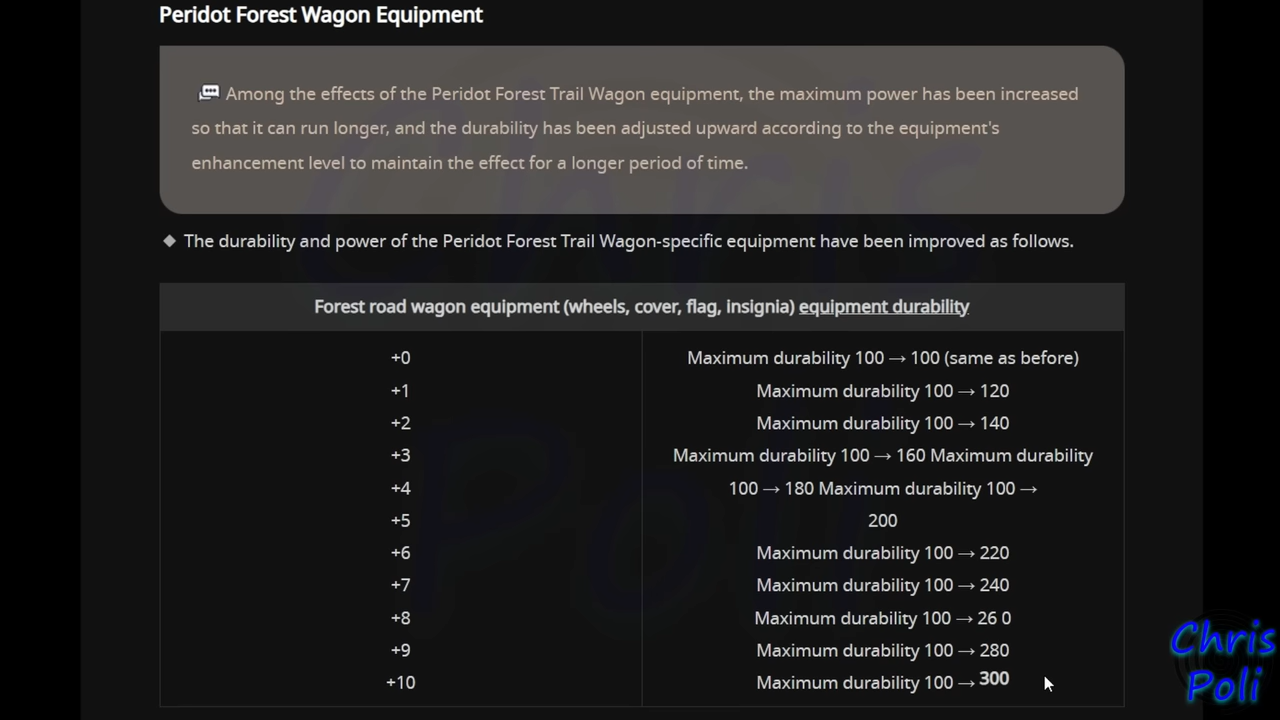 Peridot Forest Wagon Equipment
Among the effects of the Peridot Forest Trail Wagon equipment, the maximum power has been increased
so that it can run longer, and the durability has been adjusted upward according to the equipment's
enhancement level to maintain the effect for a longer period of time.
The durability and power of the Peridot Forest Trail Wagon-specific equipment have been improved as follows.
Forest road wagon equipment (wheels, cover, flag, insignia) equipment durability
+0 Maximum durability 100 → 100 (same as before)
+1 Maximum durability 100 → 120
+2 Maximum durability 100 → 140
+3 Maximum durability 100 → 160 Maximum durability
+4 100 → 180 Maximum durability 100 →
+5 200
+6 Maximum durability 100 → 220
+7 Maximum durability 100 → 240
+8 Maximum durability 100 → 26 0
+9 Maximum durability 100 → 280
+10 Maximum durability 100 → 300
Chris
Poli
Chris
Poli